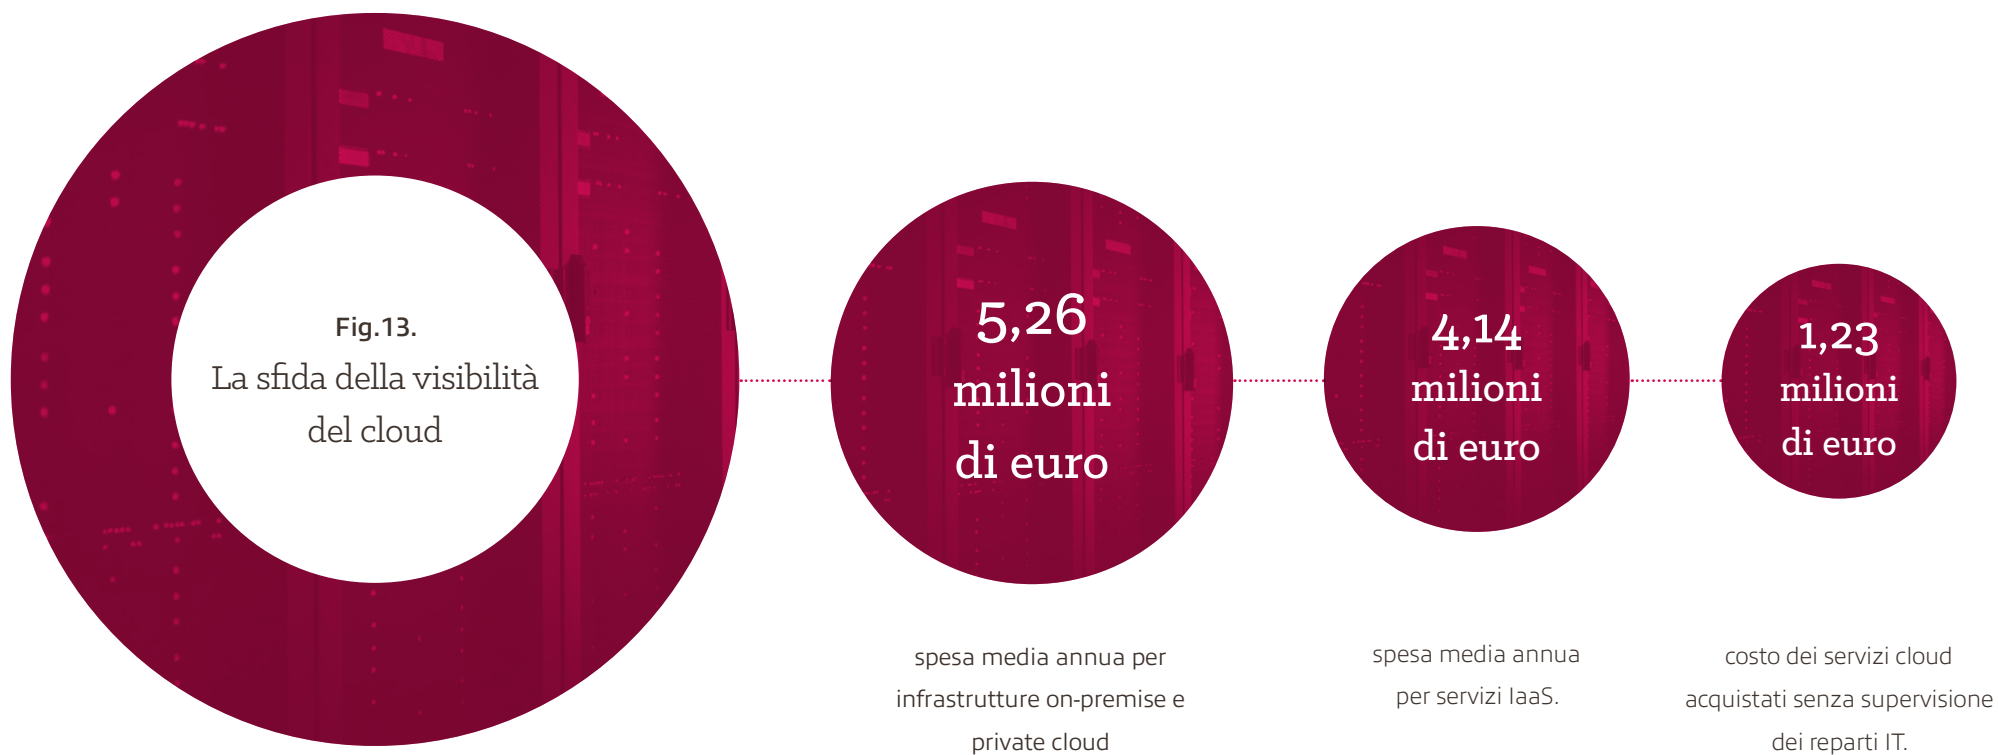 Fig.13.
La sfida della visibilità
del cloud
5,26
milioni
di euro
spesa media annua per
infrastrutture on-premise e
private cloud
4,14
milioni
di euro
spesa media annua
per servizi IaaS.
1,23
milioni
di euro
costo dei servizi cloud
acquistati senza supervisione
dei reparti IT.